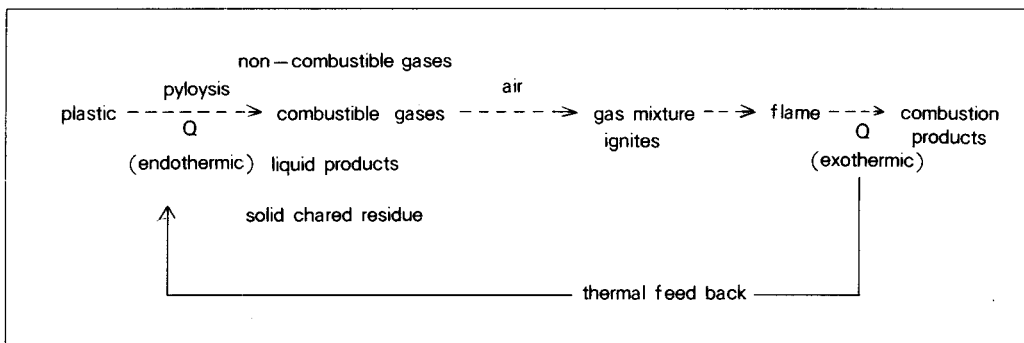 non-combustible gases
pyloysis
air
plastic
combustible gases
gas mixture
flame
combustion
Q
ignites
Q
products
(endothermic)
liquid products
(exothermic)
solid chared residue
thermal feed back